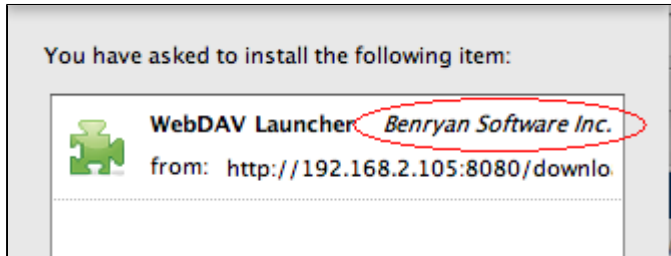 You have asked to install the following item:
WebDAV Launcher Benryan Software Inc.
from: http://192.168.2.105:8080/downlo